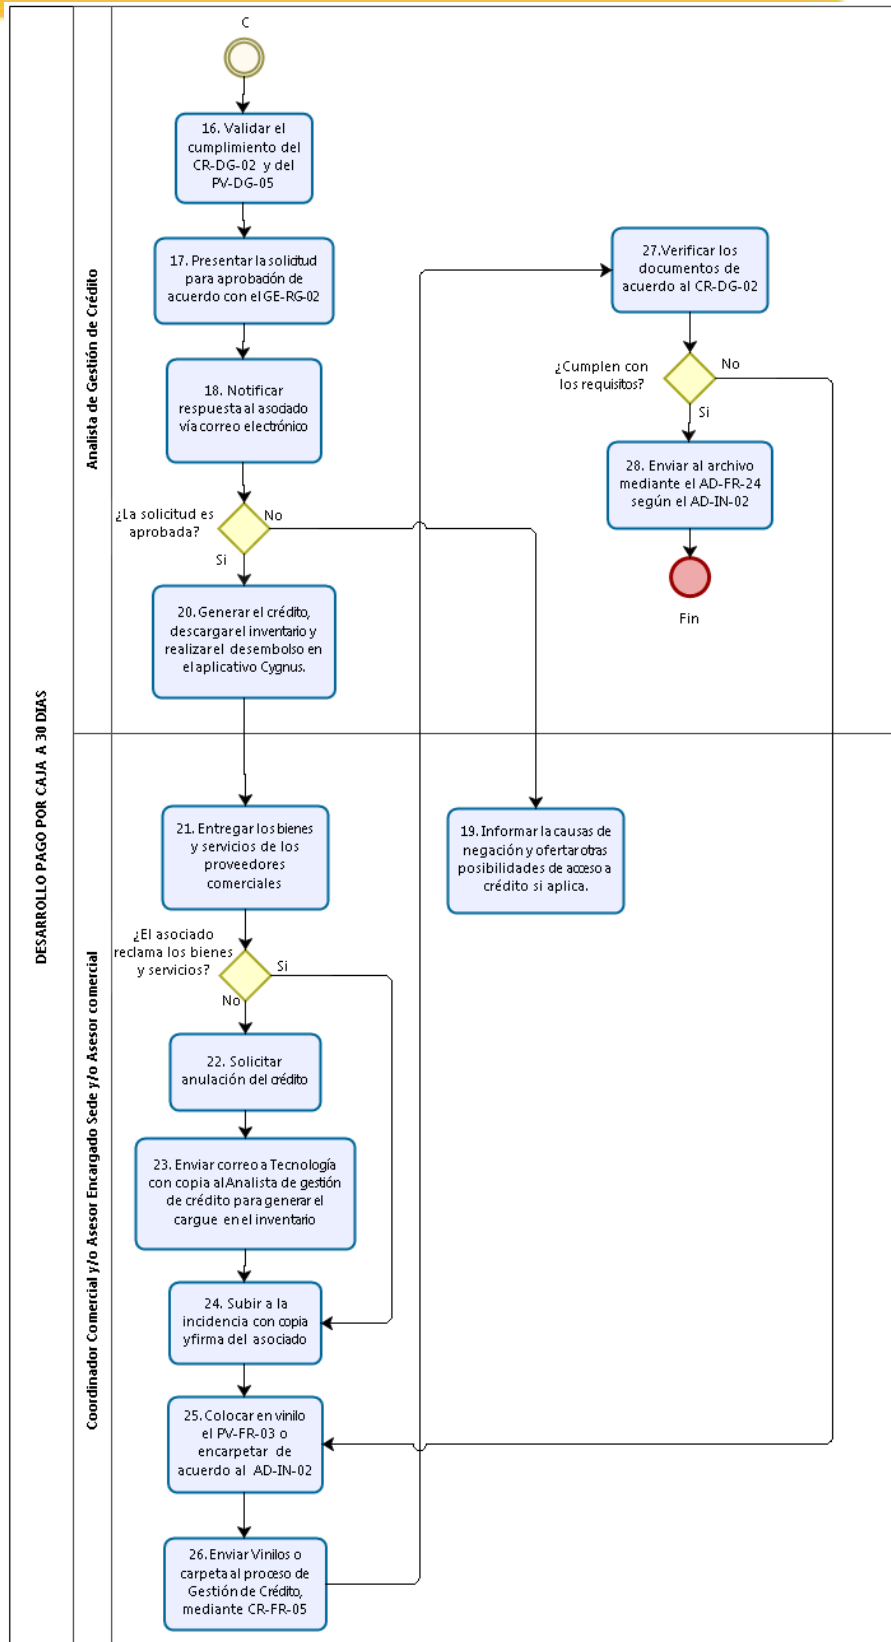 DESARROLLO PAGO POR CAJA A 30 DIAS
Analista de Gestión de Crédito
C
16. Validar el
cumplimiento del
CR-DG-02 y del
PV-DG-05
17. Presentar la solicitud
para aprobación de
acuerdo con el GE-RG-02
18. Notificar
respuesta al asociado
vía correo electrónico
¿La solicitud es
aprobada?
No
Si
20. Generar el crédito,
descargar el inventario y
realizar el desembolso en
el aplicativo Cygnus.
27.Verificar los
documentos de
acuerdo al CR-DG-02
¿Cumplen con
los requisitos?
No
Si
28. Enviar al archivo
mediante el AD-FR-24
según el AD-IN-02
Fin
Coordinador Comercial y/o Asesor Encargado Sede y/o Asesor comercial
21. Entregar los bienes
y servicios de los
proveedores
comerciales
19. Informar la causas de
negación y ofertar otras
posibilidades de acceso a
crédito si aplica.
¿El asociado
reclama los bienes
y servicios?
Si
No
22. Solicitar
anulación del crédito
23. Enviar correo a Tecnología
con copia al Analista de gestión
de crédito para generar el
cargue en el inventario
24. Subir a la
incidencia con copia
y firma del asociado
25. Colocar en vinilo
el PV-FR-03 o
encarpetar de
acuerdo al AD-IN-02
26. Enviar Vinilos o
carpeta al proceso de
Gestión de Crédito,
mediante CR-FR-05